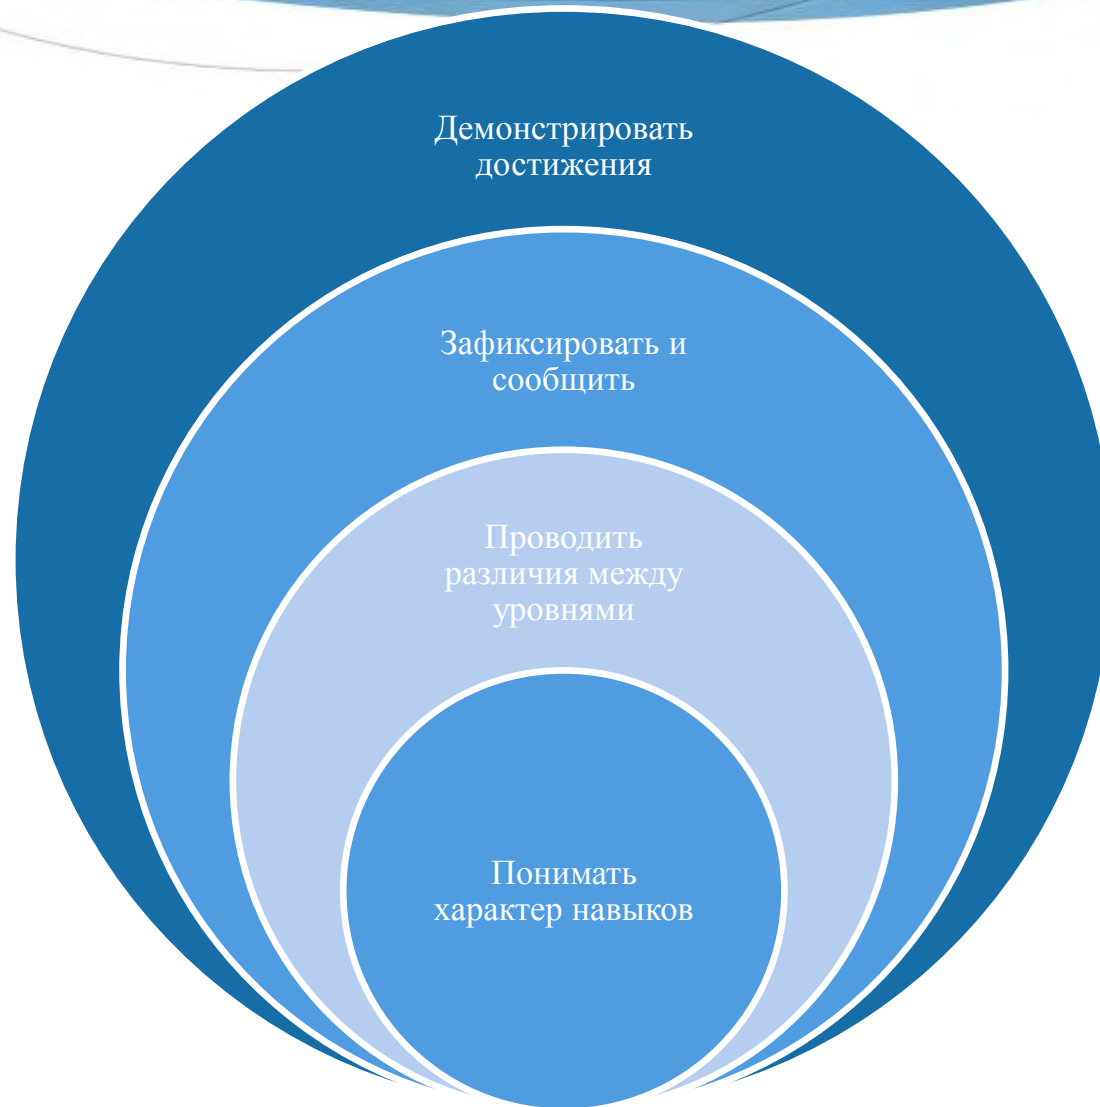 Демонстрировать
достижения
Зафиксировать и
сообщить
Проводить
различия между
уровнями
Понимать
характер навыков